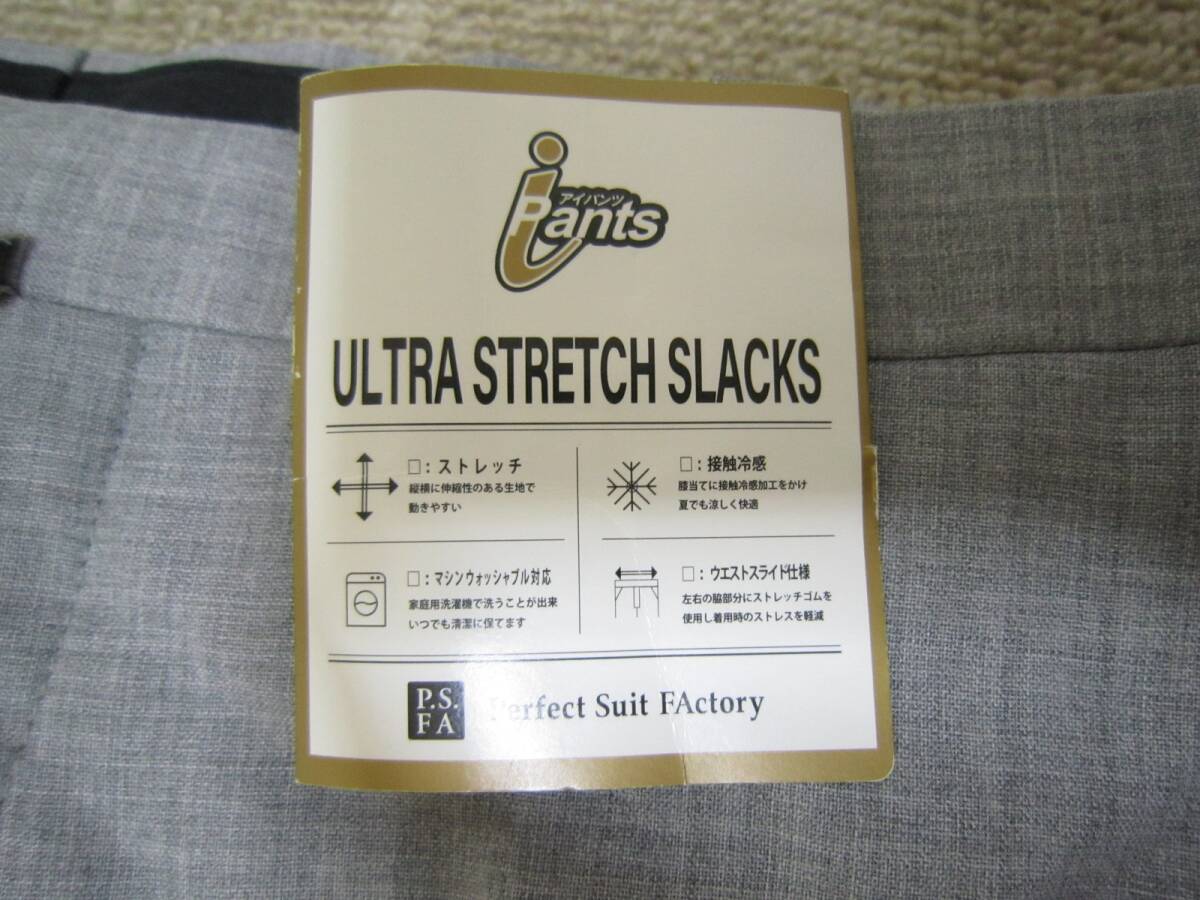 アイパンツ
i Pants
ULTRA STRETCH SLACKS
□：ストレッチ
縦横に伸縮性のある生地で
動きやすい
□：接触冷感
膝当てに接触冷感加工をかけ
夏でも涼しく快適
□：マシンウォッシャブル対応
家庭用洗濯機で洗うことが出来
いつでも清潔に保てます
□：ウエストスライド仕様
左右の脇部分にストレッチゴムを
使用し着用時のストレスを軽減
P.S.
FA
Perfect Suit FActory